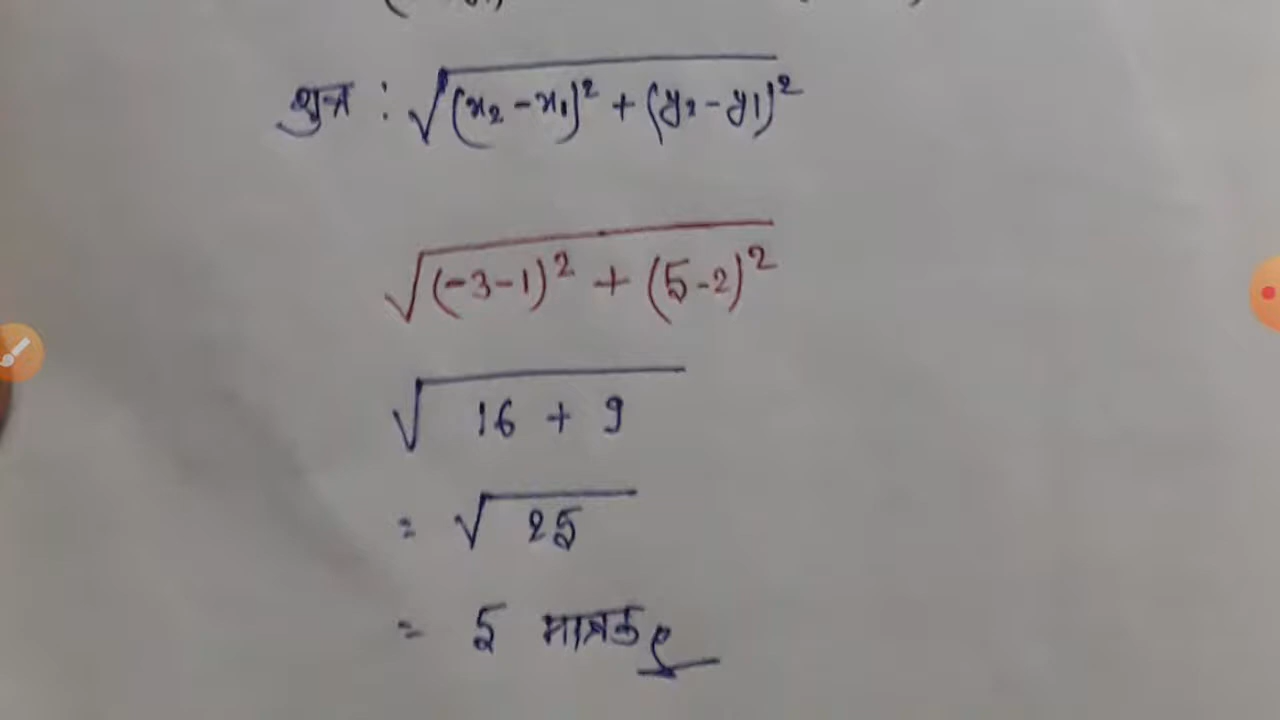 शुत्र : √(x₂-x₁)² + (y₂-y₁)²
√(-3-1)² + (5-2)²
√16 + 9
= √25
= 5 मात्रक